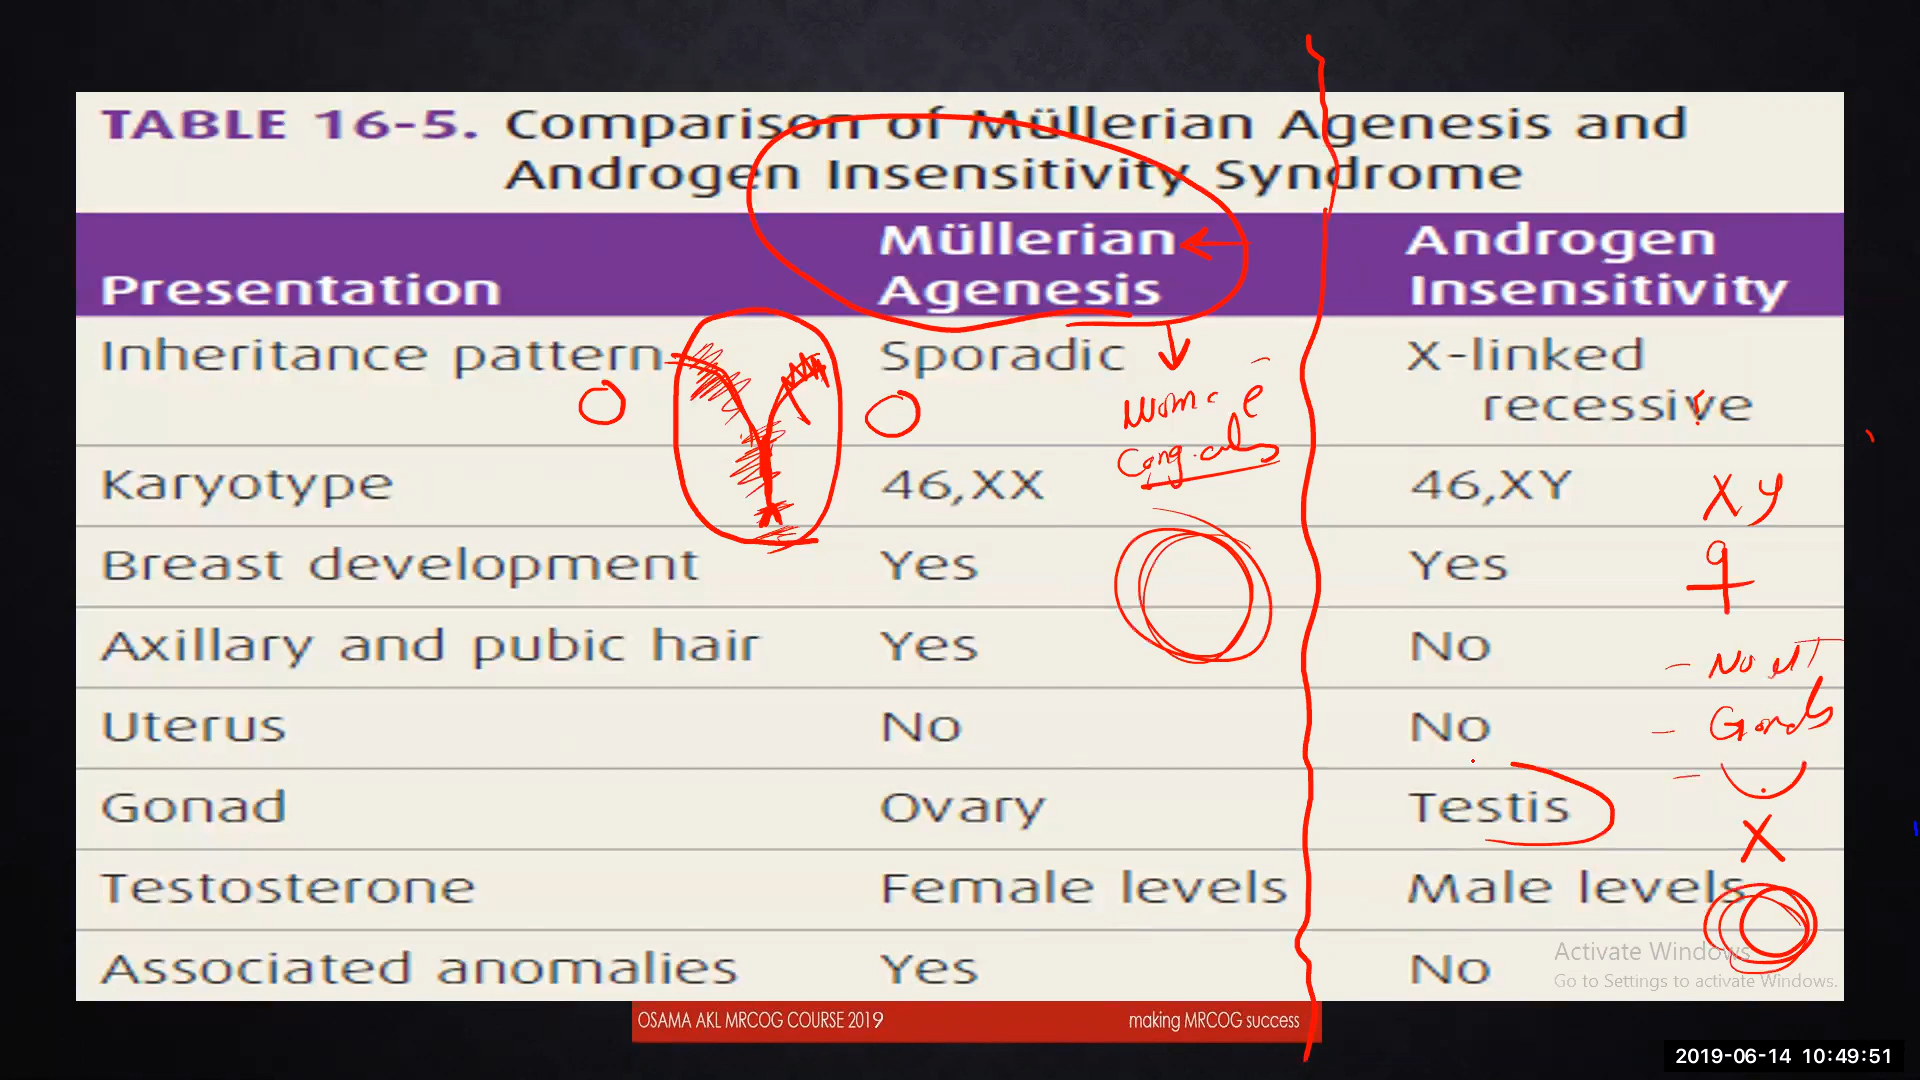 TABLE 16-5. Comparison of Müllerian Agenesis and
Androgen Insensitivity Syndrome
Presentation Müllerian Agenesis Androgen Insensitivity
Inheritance pattern Sporadic X-linked recessive
Karyotype 46,XX 46,XY
XY
Breast development Yes Yes
Axillary and pubic hair Yes No
No
Uterus No No
Gonad Ovary Testis
X
Testosterone Female levels Male levels
Associated anomalies Yes No
Activate Windows
Go to Settings to activate Windows.
OSAMA AKL MRCOG COURSE 2019 making MRCOG success
2019-06-14 10:49:51